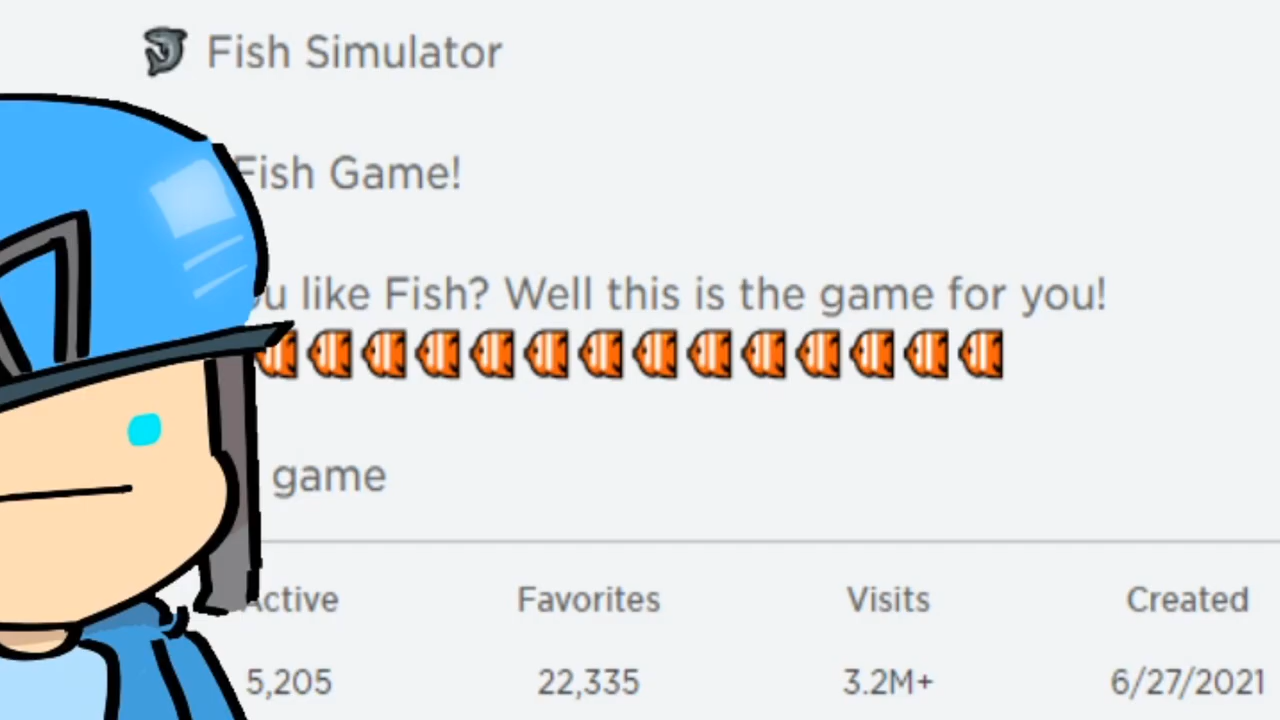 Fish Simulator
Fish Game!
like Fish? Well this is the game for you!
game
Active Favorites Visits Created
5,205 22,335 3.2M+ 6/27/2021